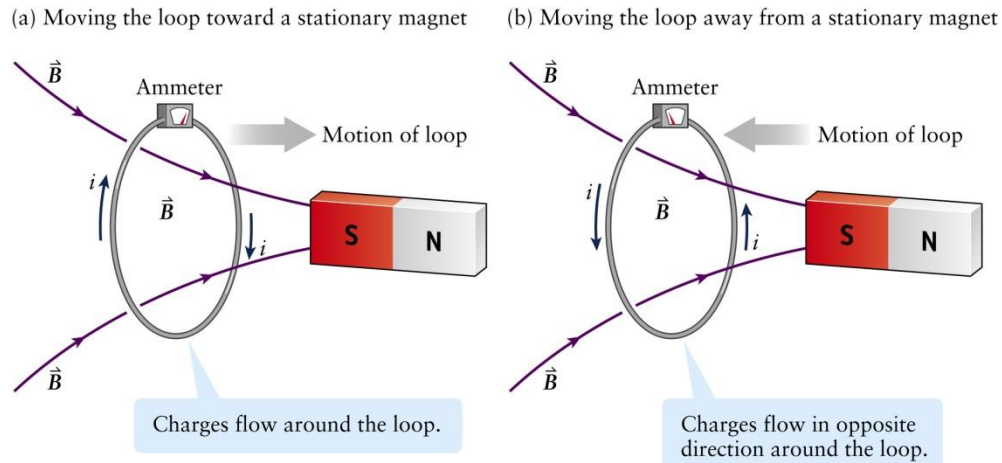 (a) Moving the loop toward a stationary magnet
B⃗
Ammeter
Motion of loop
i
B⃗
i
S
N
B⃗
Charges flow around the loop.
(b) Moving the loop away from a stationary magnet
B⃗
Ammeter
Motion of loop
i
B⃗
i
S
N
B⃗
Charges flow in opposite
direction around the loop.